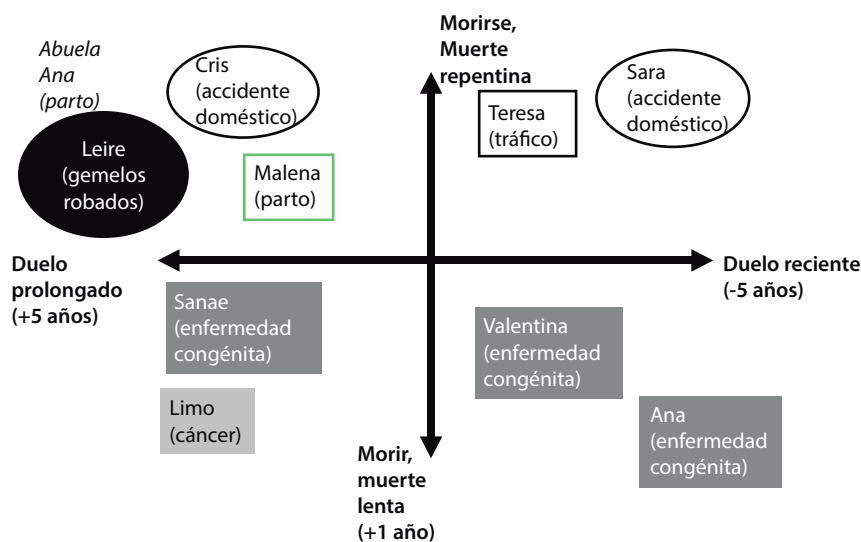 Abuela
Ana
(parto)
Cris
(accidente
doméstico)
Morirse,
Muerte
repentina
Sara
(accidente
doméstico)
Teresa
(tráfico)
Leire
(gemelos
robados)
Malena
(parto)
Duelo
prolongado
(+5 años)
Duelo reciente
(-5 años)
Sanae
(enfermedad
congénita)
Valentina
(enfermedad
congénita)
Limo
(cáncer)
Ana
(enfermedad
congénita)
Morir,
muerte
lenta
(+1 año)